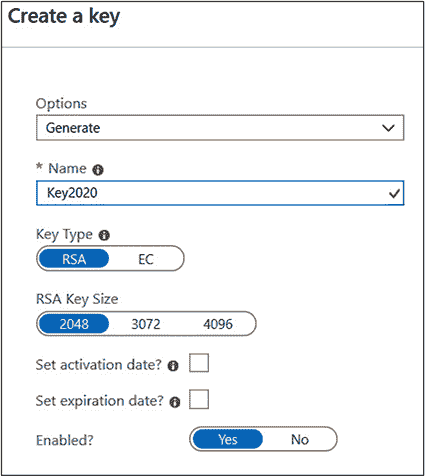 Create a key
Options
Generate
* Name
Key2020
Key Type
RSA EC
RSA Key Size
2048 3072 4096
Set activation date?
Set expiration date?
Enabled? Yes No